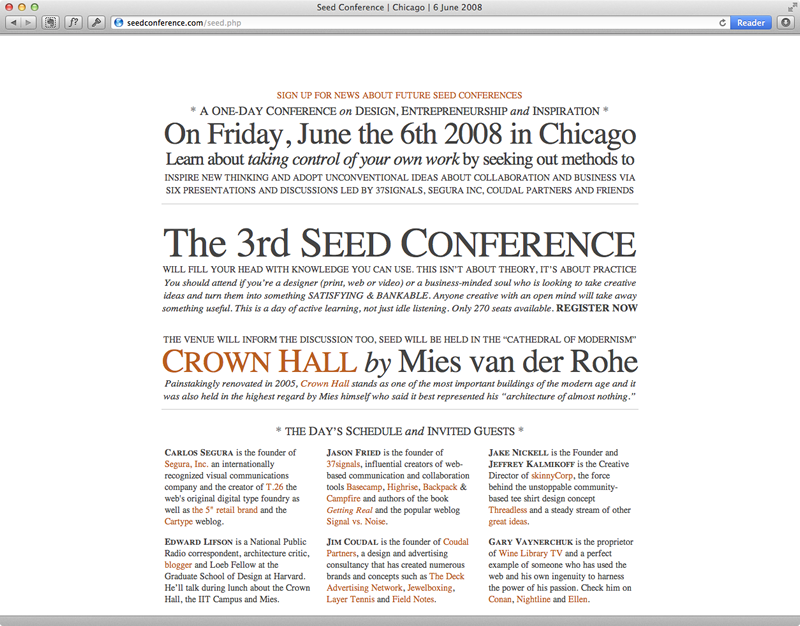 Seed Conference | Chicago | 6 June 2008
seedconference.com/seed.php
Reader
SIGN UP FOR NEWS ABOUT FUTURE SEED CONFERENCES
* A ONE-DAY CONFERENCE on DESIGN, ENTREPRENEURSHIP and INSPIRATION *
On Friday, June the 6th 2008 in Chicago
Learn about taking control of your own work by seeking out methods to
INSPIRE NEW THINKING AND ADOPT UNCONVENTIONAL IDEAS ABOUT COLLABORATION AND BUSINESS VIA
SIX PRESENTATIONS AND DISCUSSIONS LED BY 37SIGNALS, SEGURA INC, COUDAL PARTNERS AND FRIENDS
The 3rd SEED CONFERENCE
WILL FILL YOUR HEAD WITH KNOWLEDGE YOU CAN USE. THIS ISN'T ABOUT THEORY, IT'S ABOUT PRACTICE
You should attend if you're a designer (print, web or video) or a business-minded soul who is looking to take creative
ideas and turn them into something SATISFYING & BANKABLE. Anyone creative with an open mind will take away
something useful. This is a day of active learning, not just idle listening. Only 270 seats available. REGISTER NOW
THE VENUE WILL INFORM THE DISCUSSION TOO, SEED WILL BE HELD IN THE "CATHEDRAL OF MODERNISM"
CROWN HALL by Mies van der Rohe
Painstakingly renovated in 2005, Crown Hall stands as one of the most important buildings of the modern age and it
was also held in the highest regard by Mies himself who said it best represented his "architecture of almost nothing."
* THE DAY'S SCHEDULE and INVITED GUESTS *
CARLOS SEGURA is the founder of
Segura, Inc. an internationally
recognized visual communications
company and the creator of T.26 the
web's original digital type foundry as
well as the 5" retail brand and the
Cartype weblog.
JASON FRIED is the founder of
37signals, influential creators of web-
based communication and collaboration
tools Basecamp, Highrise, Backpack &
Campfire and authors of the book
Getting Real and the popular weblog
Signal vs. Noise.
JAKE NICKELL is the Founder and
JEFFREY KALMIKOFF is the Creative
Director of skinnyCorp, the force
behind the unstoppable community-
based tee shirt design concept
Threadless and a steady stream of other
great ideas.
EDWARD LIFSON is a National Public
Radio correspondent, architecture critic,
blogger and Loeb Fellow at the
Graduate School of Design at Harvard.
He'll talk during lunch about the Crown
Hall, the IIT Campus and Mies.
JIM COUDAL is the founder of Coudal
Partners, a design and advertising
consultancy that has created numerous
brands and concepts such as The Deck
Advertising Network, Jewelboxing,
Layer Tennis and Field Notes.
GARY VAYNERCHUK is the proprietor
of Wine Library TV and a perfect
example of someone who has used the
web and his own ingenuity to harness
the power of his passion. Check him on
Conan, Nightline and Ellen.